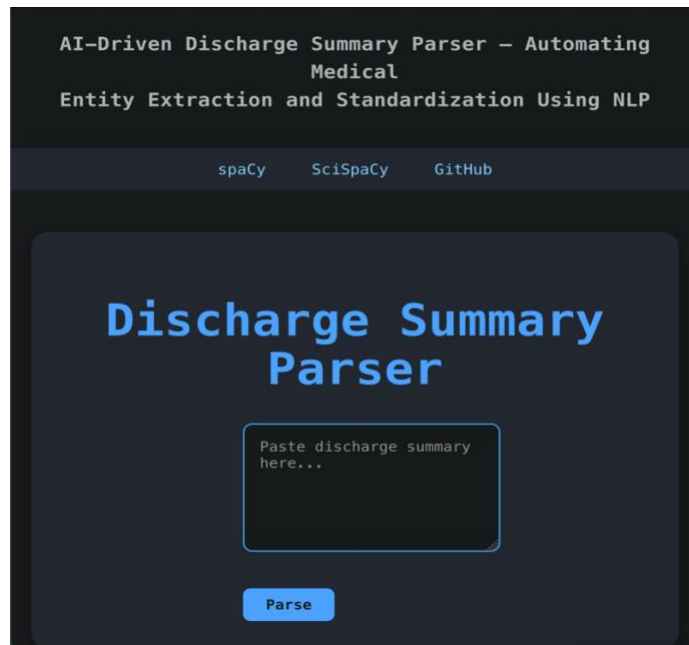 AI–Driven Discharge Summary Parser – Automating
Medical
Entity Extraction and Standardization Using NLP
spaCy SciSpaCy GitHub
Discharge Summary
Parser
Paste discharge summary
here...
Parse